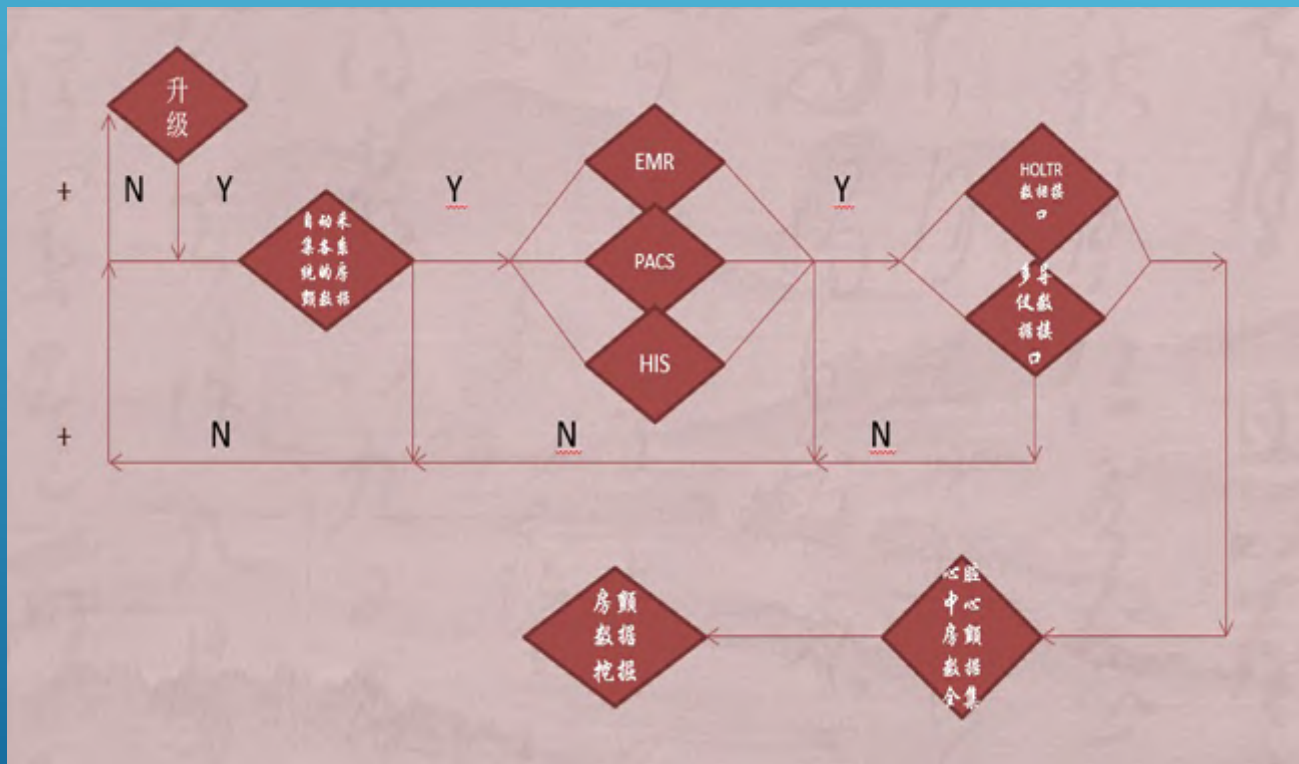 升
级
+
N
Y
自动采
集各系
统的房
颤数据
Y
EMR
PACS
HIS
Y
HOLTR
数据接
口
多导
仪数
据接
口
+
N
N
N
房颤
数据
挖掘
心脏
中心
房颤
数据
全集